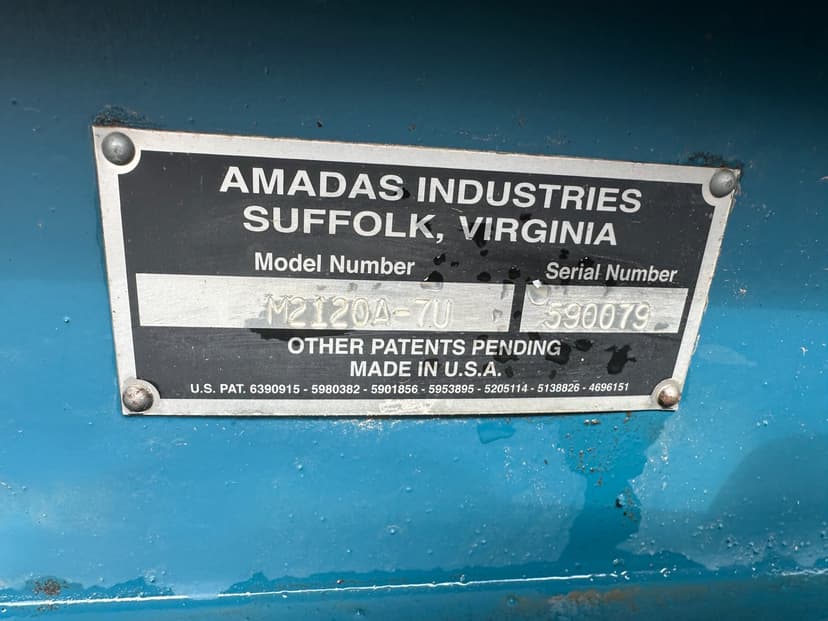 AMADAS INDUSTRIES
SUFFOLK, VIRGINIA
Model Number Serial Number
M2120A-7U 590079
OTHER PATENTS PENDING
MADE IN U.S.A.
U.S. PAT. 6390915 - 5980382 - 5901856 - 5953895 - 5205114 - 5138826 - 4696151